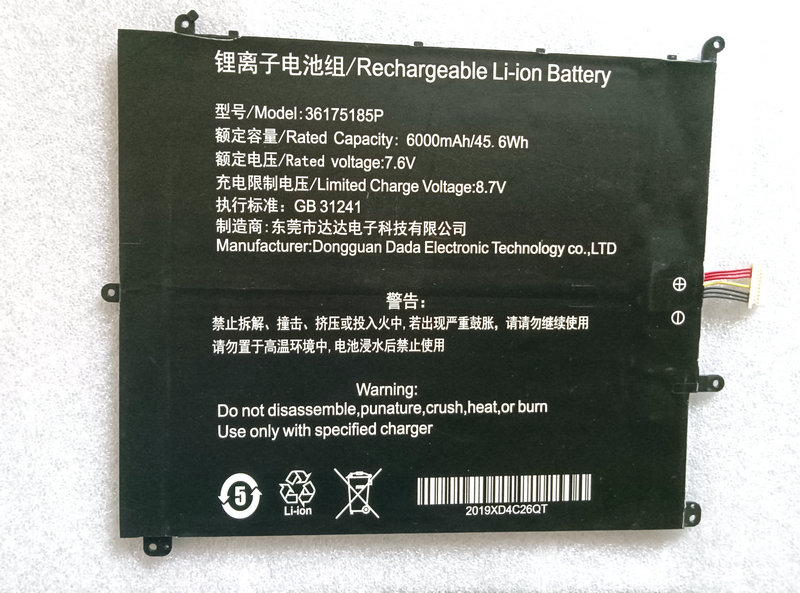 锂离子电池组/Rechargeable Li-ion Battery
型号/Model:36175185P
额定容量/Rated Capacity: 6000mAh/45.6Wh
额定电压/Rated voltage:7.6V
充电限制电压/Limited Charge Voltage:8.7V
执行标准: GB 31241
制造商:东莞市达达电子科技有限公司
Manufacturer:Dongguan Dada Electronic Technology co.,LTD
警告:
禁止拆解、撞击、挤压或投入火中,若出现严重鼓胀, 请请勿继续使用
请勿置于高温环境中,电池浸水后禁止使用
Warning:
Do not disassemble,punature,crush,heat,or burn
Use only with specified charger
5
Li-ion
2019XD4C26QT